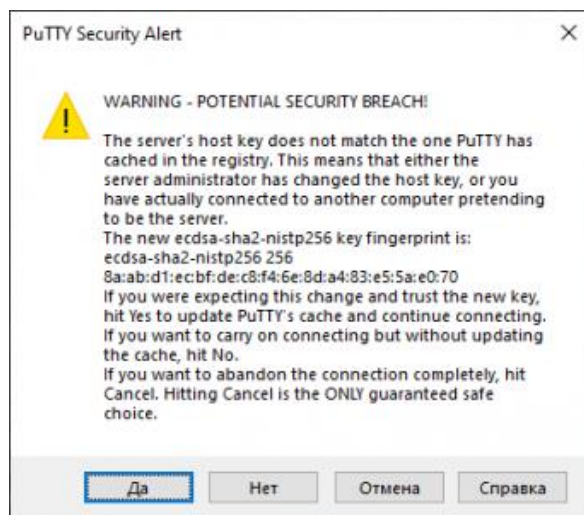 PuTTY Security Alert
WARNING - POTENTIAL SECURITY BREACH!
The server's host key does not match the one PuTTY has
cached in the registry. This means that either the
server administrator has changed the host key, or you
have actually connected to another computer pretending
to be the server.
The new ecdsa-sha2-nistp256 key fingerprint is:
ecdsa-sha2-nistp256 256
8a:ab:d1:ec:bf:de:c8:f4:6e:8d:a4:83:e5:5a:e0:70
If you were expecting this change and trust the new key,
hit Yes to update PuTTY's cache and continue connecting.
If you want to carry on connecting but without updating
the cache, hit No.
If you want to abandon the connection completely, hit
Cancel. Hitting Cancel is the ONLY guaranteed safe
choice.
Да Нет Отмена Справка